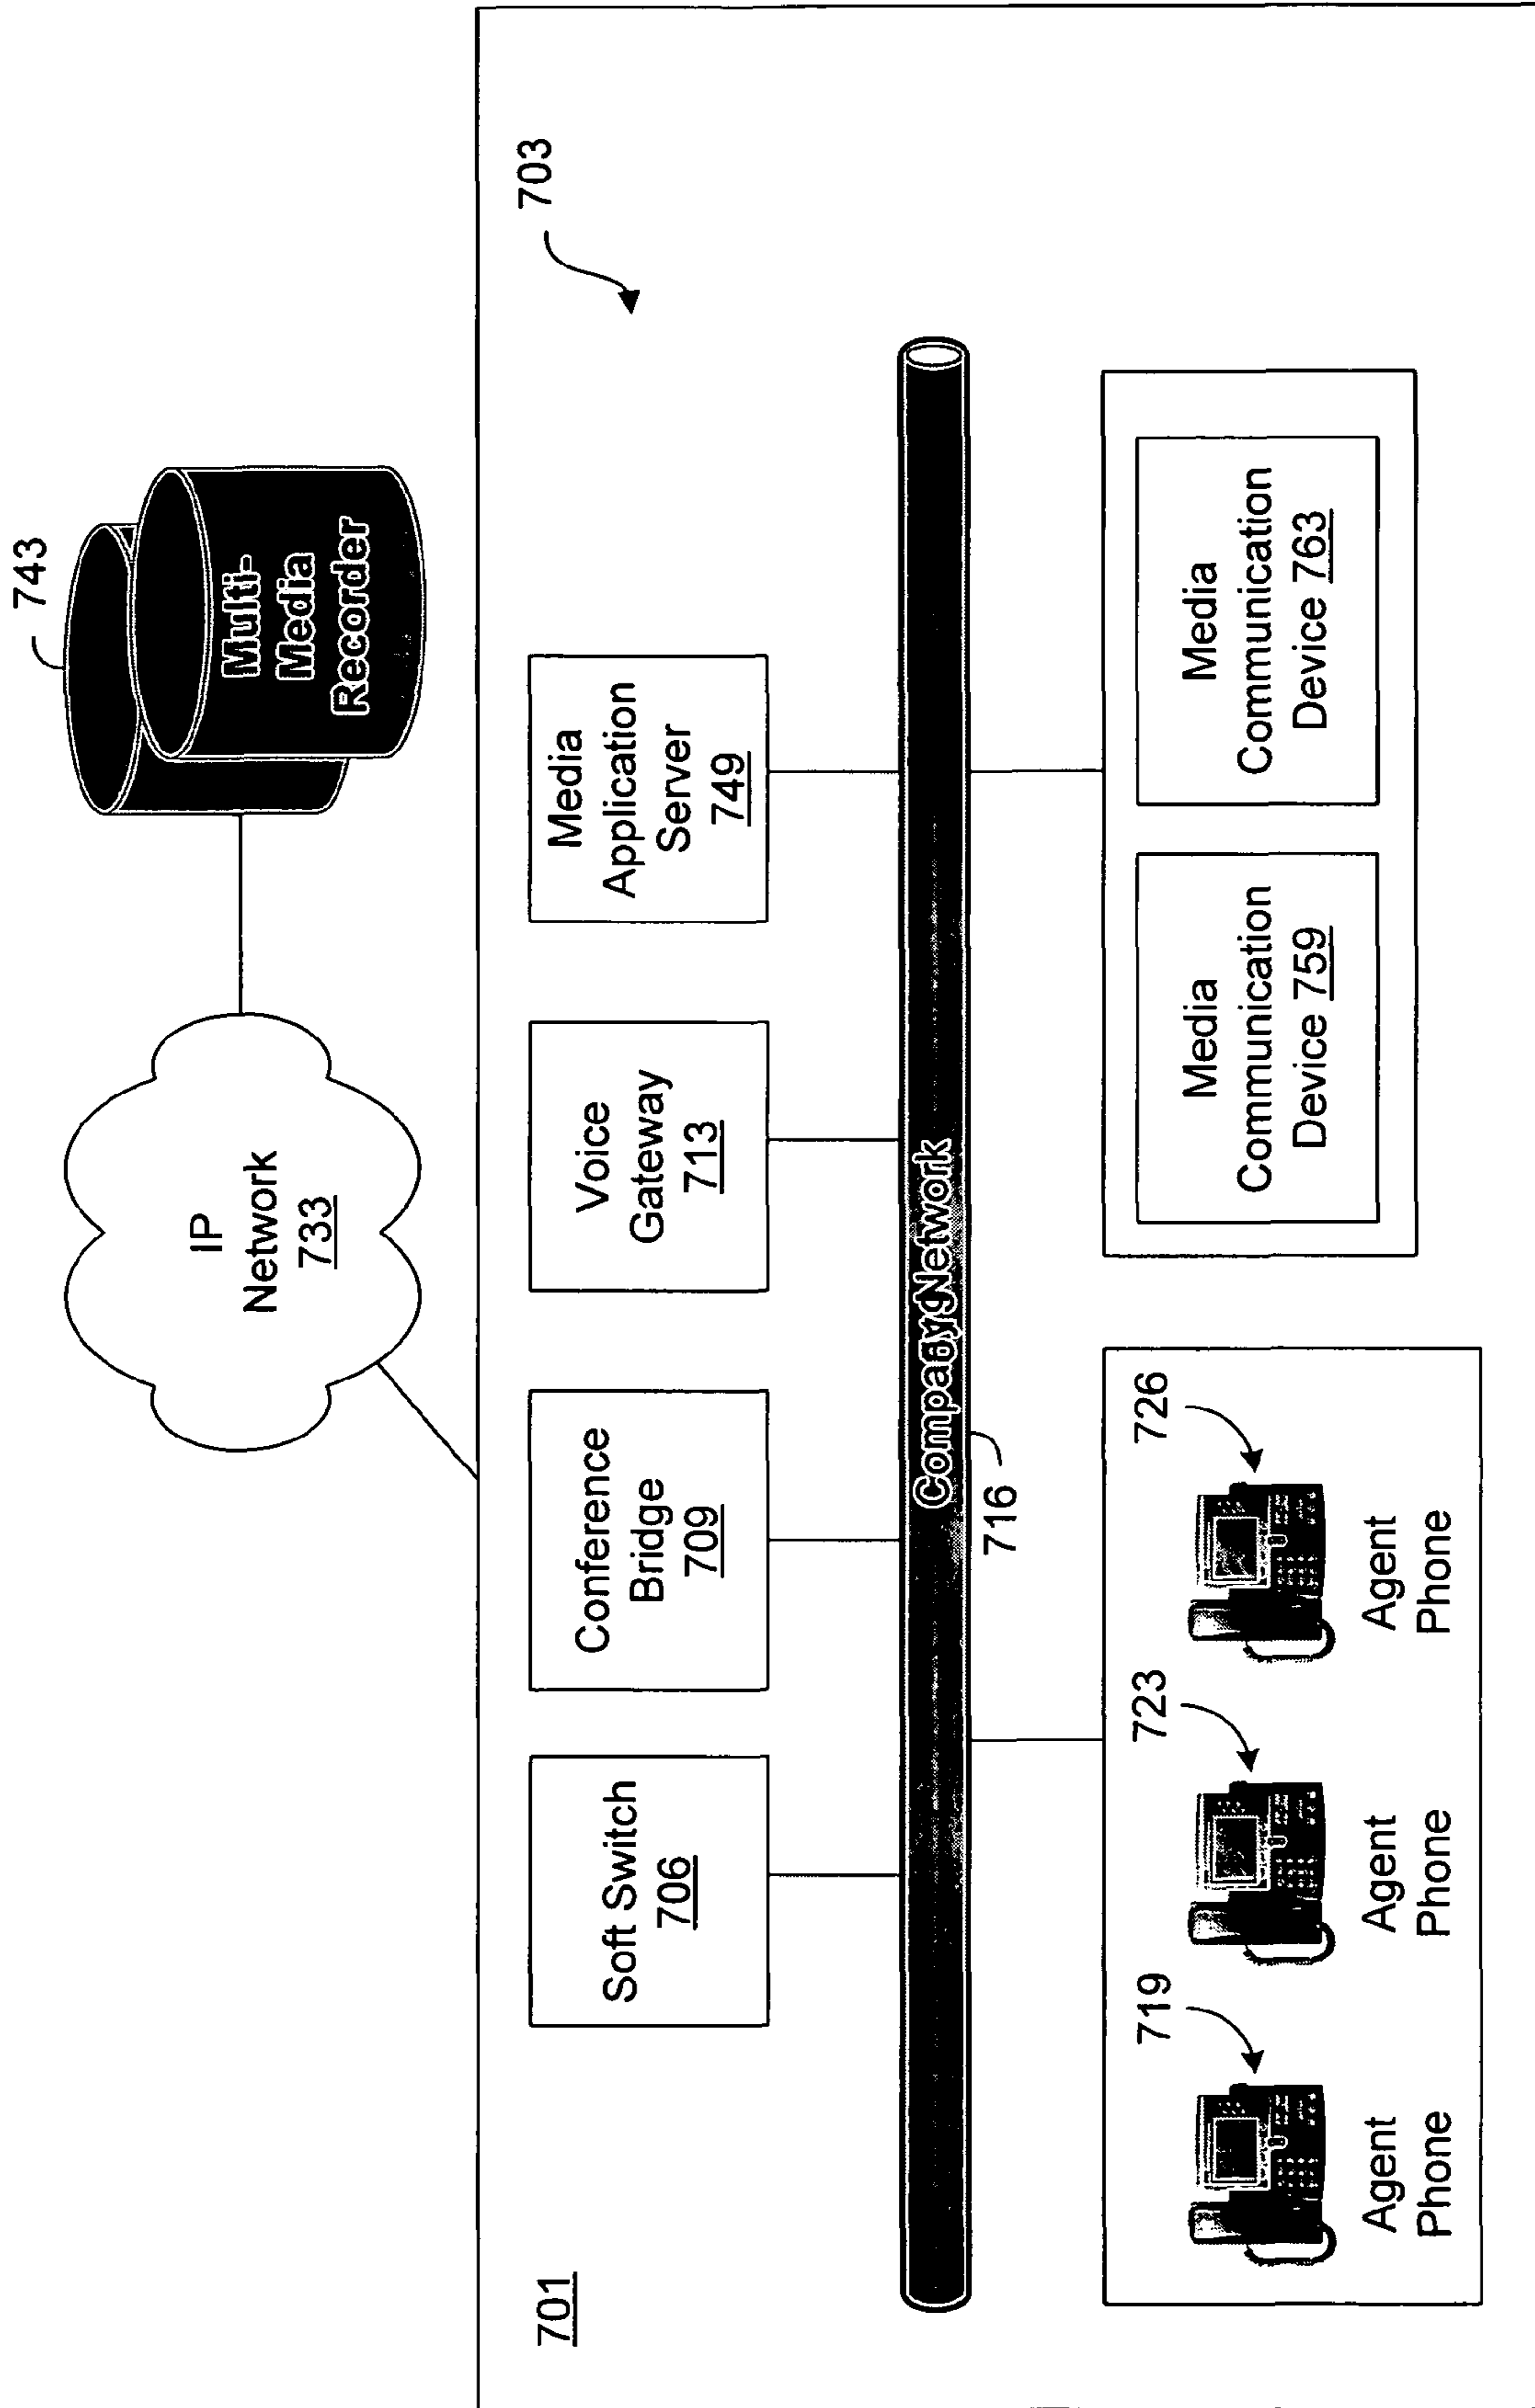 743
Multi-
Media
Recorder
IP
Network
733
701
703
Soft Switch
706
Conference
Bridge
709
Voice
Gateway
713
Media
Application
Server
749
Network
716
719
723
726
Agent
Phone
Agent
Phone
Agent
Phone
Media
Communication
Device 759
Media
Communication
Device 763